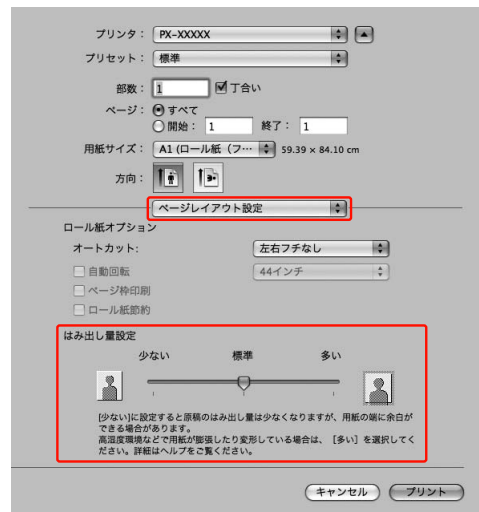 プリンタ： PX-XXXXX
プリセット： 標準
部数： 1 丁合い
ページ： すべて
開始： 1 終了： 1
用紙サイズ： A1 (ロール紙（フ… 59.39 × 84.10 cm
方向：
ページレイアウト設定
ロール紙オプション
オートカット: 左右フチなし
自動回転 44インチ
ページ枠印刷
ロール紙節約
はみ出し量設定
少ない 標準 多い
[少ない]に設定すると原稿のはみ出し量は少なくなりますが、用紙の端に余白が
できる場合があります。
高温度環境などで用紙が膨張したり変形している場合は、［多い］を選択してく
ださい。詳細はヘルプをご覧ください。
キャンセル プリント